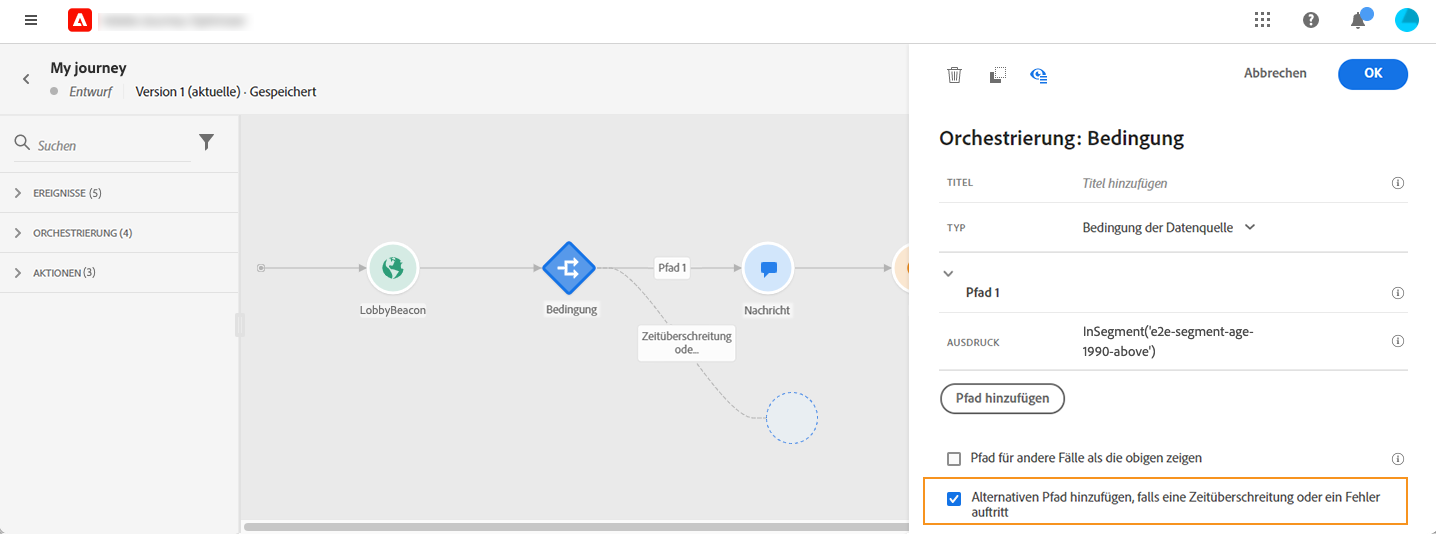 My journey
Entwurf
Version 1 (aktuelle) · Gespeichert
Abbrechen
OK
Suchen
EREIGNISSE (5)
ORCHESTRIERUNG (4)
AKTIONEN (3)
LobbyBeacon
Bedingung
Pfad 1
Nachricht
Zeitüberschreitung
ode...
Orchestrierung: Bedingung
TITEL
Titel hinzufügen
TYP
Bedingung der Datenquelle
Pfad 1
AUSDRUCK
InSegment('e2e-segment-age-
1990-above')
Pfad hinzufügen
Pfad für andere Fälle als die obigen zeigen
Alternativen Pfad hinzufügen, falls eine Zeitüberschreitung oder ein Fehler
auftritt